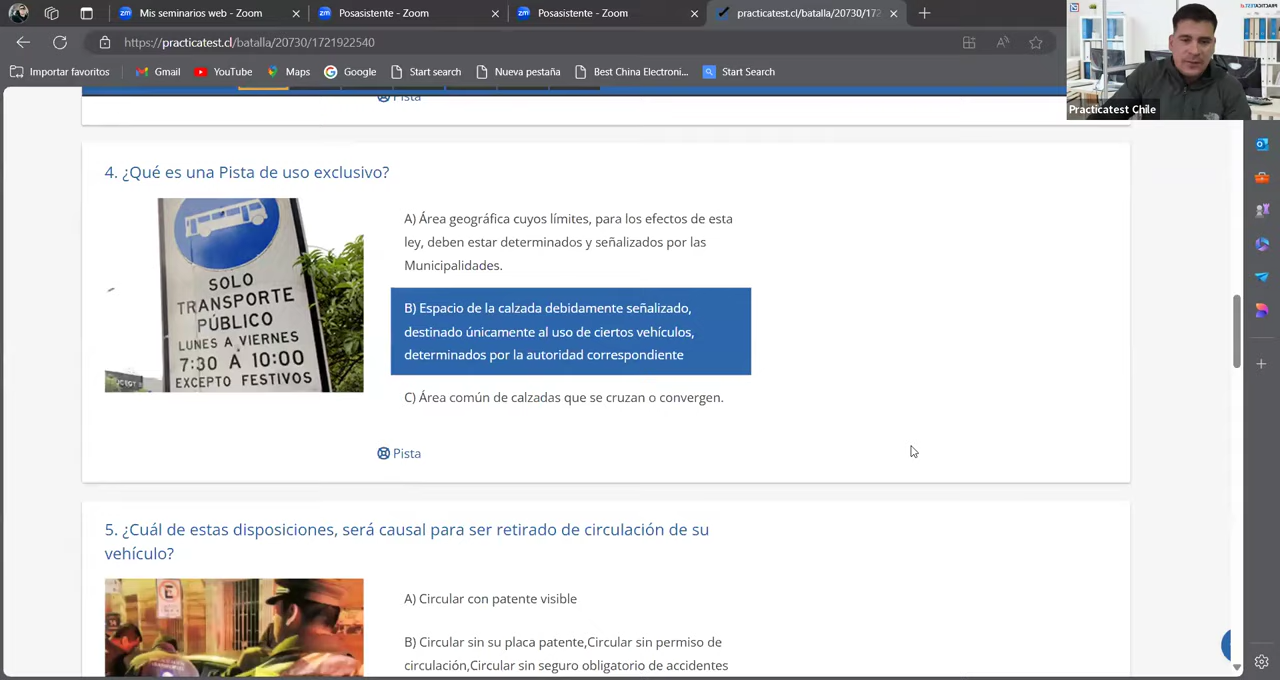 Mis seminarios web - Zoom
Posasistente - Zoom
Posasistente - Zoom
practicatest.cl/batalla/20730/172
https://practicatest.cl/batalla/20730/1721922540
Importar favoritos
Gmail
YouTube
Maps
Google
Start search
Nueva pestaña
Best China Electroni...
Start Search
Practicatest Chile
Pista
4. ¿Qué es una Pista de uso exclusivo?
SOLO
TRANSPORTE
PÚBLICO
LUNES A VIERNES
7:30 A 10:00
EXCEPTO FESTIVOS
A) Área geográfica cuyos límites, para los efectos de esta
ley, deben estar determinados y señalizados por las
Municipalidades.
B) Espacio de la calzada debidamente señalizado,
destinado únicamente al uso de ciertos vehículos,
determinados por la autoridad correspondiente
C) Área común de calzadas que se cruzan o convergen.
Pista
5. ¿Cuál de estas disposiciones, será causal para ser retirado de circulación de su
vehículo?
A) Circular con patente visible
B) Circular sin su placa patente,Circular sin permiso de
circulación,Circular sin seguro obligatorio de accidentes